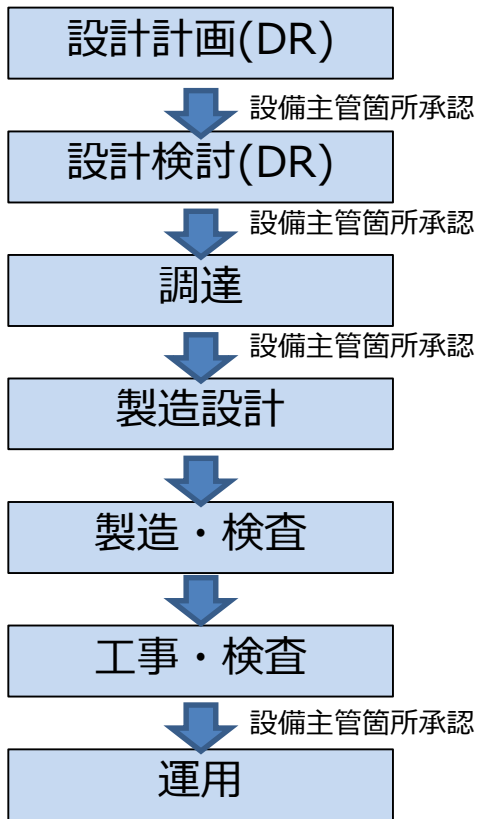 設計計画(DR)
設備主管箇所承認
設計検討(DR)
設備主管箇所承認
調達
設備主管箇所承認
製造設計
製造・検査
工事・検査
設備主管箇所承認
運用